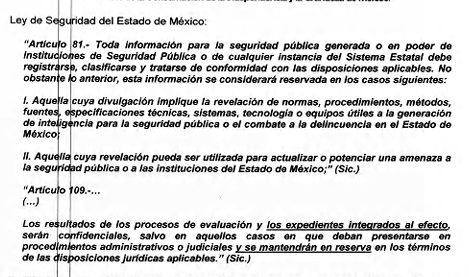 Ley de Seguridad del Estado de México:
"Artículo 81.- Toda información para la seguridad pública generada o en poder de
Instituciones de Seguridad Pública o de cualquier instancia del Sistema Estatal debe
registrarse, clasificarse y tratarse de conformidad con las disposiciones aplicables. No
obstante lo anterior, esta información se considerará reservada en los casos siguientes:
I. Aquella cuya divulgación implique la revelación de normas, procedimientos, métodos,
fuentes, especificaciones técnicas, sistemas, tecnología o equipos útiles a la generación
de inteligencia para la seguridad pública o el combate a la delincuencia en el Estado de
México;
II. Aquella cuya revelación pueda ser utilizada para actualizar o potenciar una amenaza a
la seguridad pública o a las instituciones del Estado de México;" (Sic.)
"Artículo 109.-...
(...)
Los resultados de los procesos de evaluación y los expedientes integrados al efecto,
serán confidenciales, salvo en aquellos casos en que deban presentarse en
procedimientos administrativos o judiciales y se mantendrán en reserva en los términos
de las disposiciones jurídicas aplicables." (Sic.)